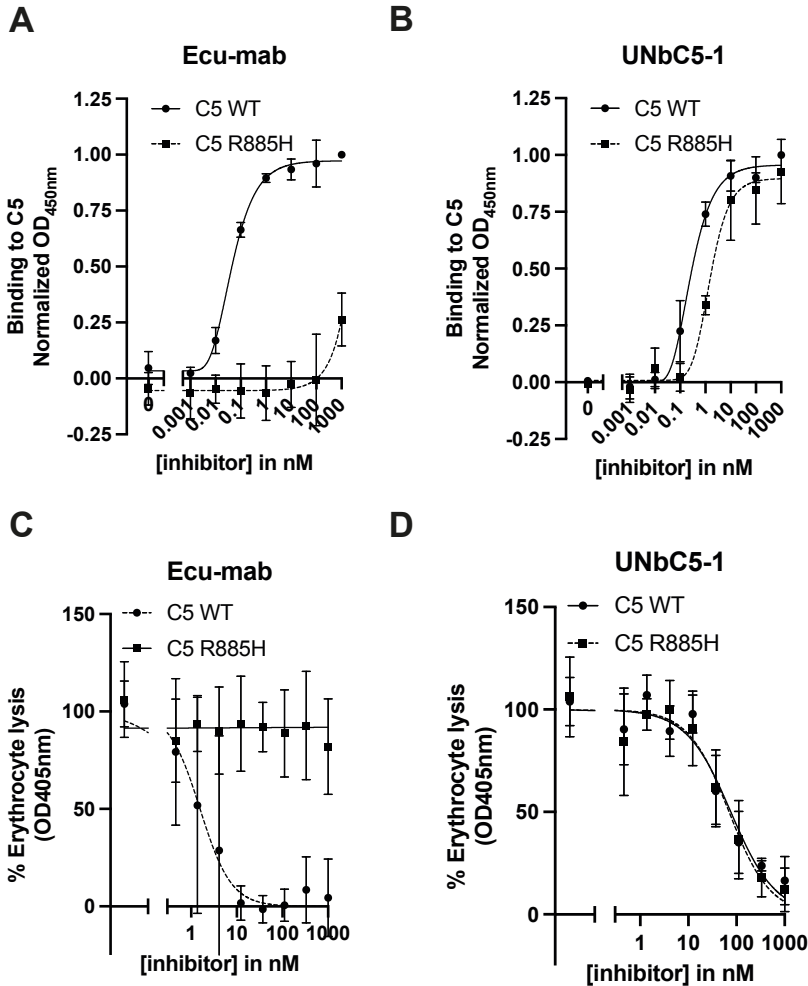 A
Ecu-mab
C5 WT
C5 R885H
Binding to C5
Normalized OD450nm
1.25
1.00
0.75
0.50
0.25
0.00
-0.25
0
0.001
0.01
0.1
1
10
100
1000
[inhibitor] in nM
B
UNbC5-1
C5 WT
C5 R885H
Binding to C5
Normalized OD450nm
1.25
1.00
0.75
0.50
0.25
0.00
-0.25
0
0.001
0.01
0.1
1
10
100
1000
[inhibitor] in nM
C
Ecu-mab
C5 WT
C5 R885H
% Erythrocyte lysis
(OD405nm)
150
100
50
0
1
10
100
1000
[inhibitor] in nM
D
UNbC5-1
C5 WT
C5 R885H
% Erythrocyte lysis
(OD405nm)
150
100
50
0
1
10
100
1000
[inhibitor] in nM